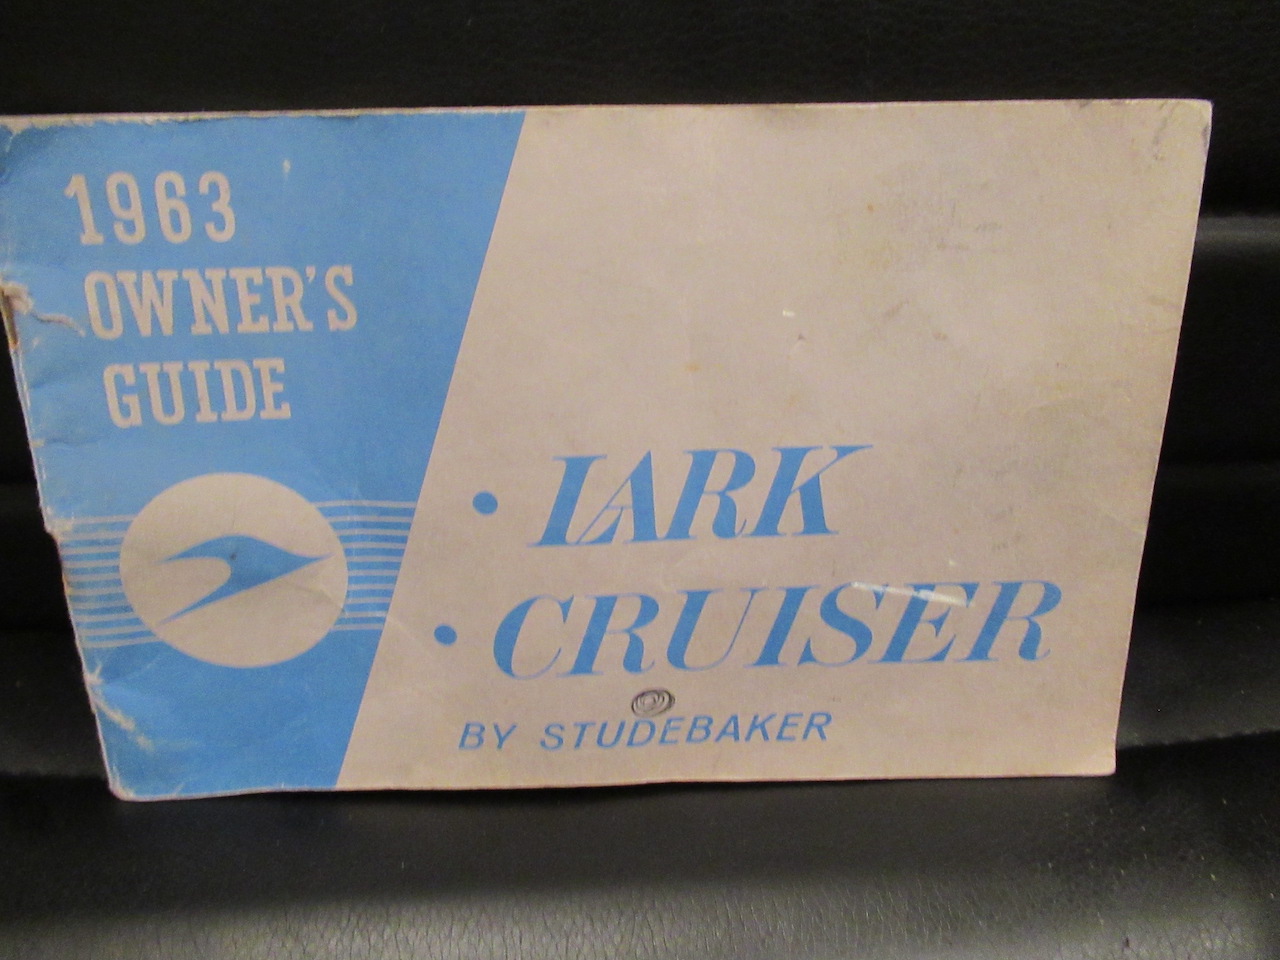 1963
OWNER'S
GUIDE
• LARK
• CRUISER
BY STUDEBAKER